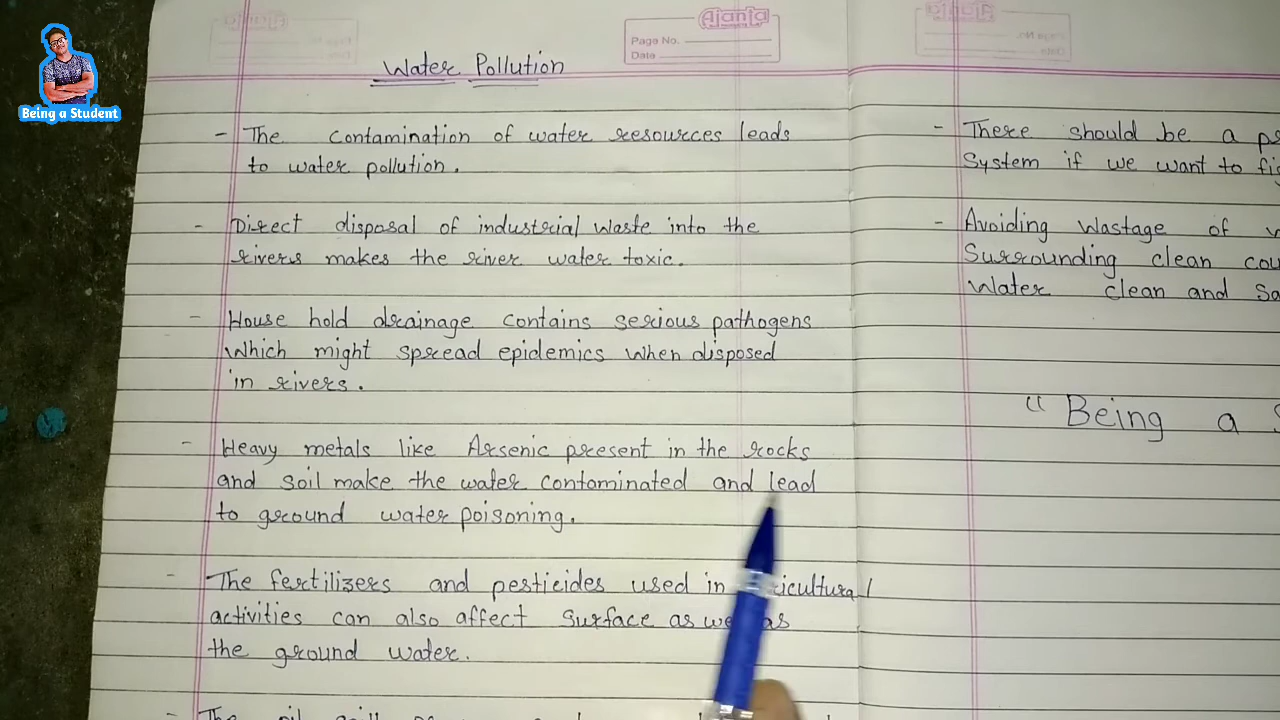 Ajanta
Page No.
Date
Being a Student
Water Pollution
- The contamination of water resources leads
to water pollution.
- Direct disposal of industrial waste into the
rivers makes the river water toxic.
- House hold drainage contains serious pathogens
Which might spread epidemics when disposed
in rivers.
- Heavy metals like Arsenic present in the rocks
and soil make the water contaminated and lead
to ground water poisoning.
- The fertilizers and pesticides used in
activities can also affect surface as well as
the ground water.
- The oil
- There should be a
System if we want to
- Avoiding Wastage of
Surrounding clean
Water clean and
" Being a